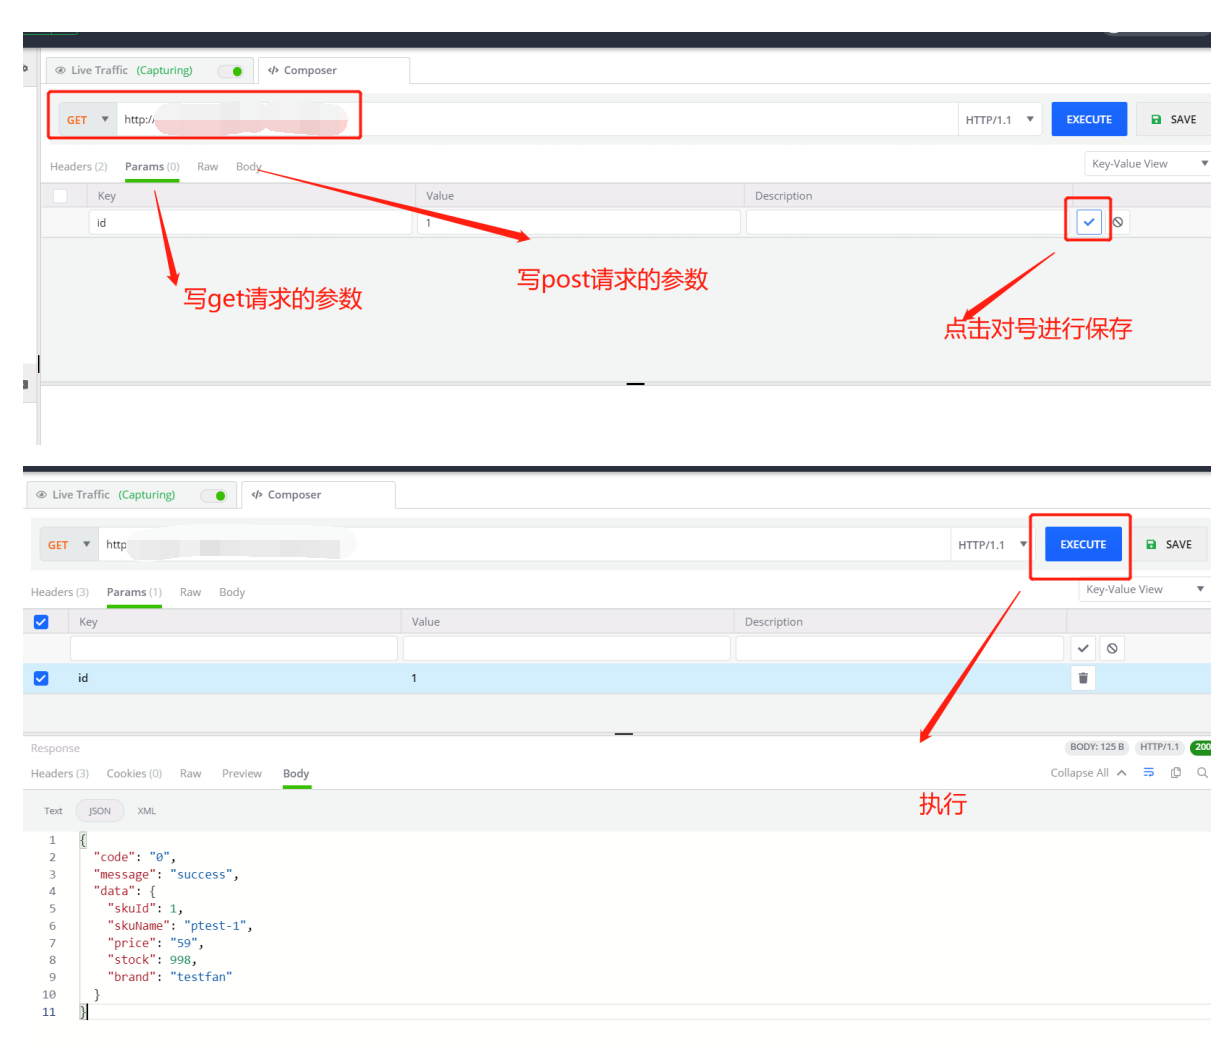 Live Traffic (Capturing) </> Composer
GET http:// HTTP/1.1 EXECUTE SAVE
Headers (2) Params (0) Raw Body Key-Value View
Key Value Description
id 1
写get请求的参数
写post请求的参数
点击对号进行保存
Live Traffic (Capturing) </> Composer
GET http HTTP/1.1 EXECUTE SAVE
Headers (3) Params (1) Raw Body Key-Value View
Key Value Description
id 1
Response BODY: 125 B HTTP/1.1 200
Headers (3) Cookies (0) Raw Preview Body Collapse All
执行
Text JSON XML
1 {
2 "code": "0",
3 "message": "success",
4 "data": {
5 "skuId": 1,
6 "skuName": "ptest-1",
7 "price": "59",
8 "stock": 998,
9 "brand": "testfan"
10 }
11 }